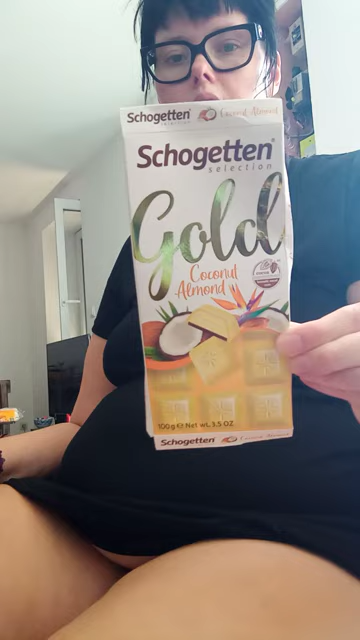 Schogetten Coconut Almond
Schogetten®
selection
Gold
Coconut
Almond
100g e Net wt. 3.5 OZ
Schogetten Coconut Almond